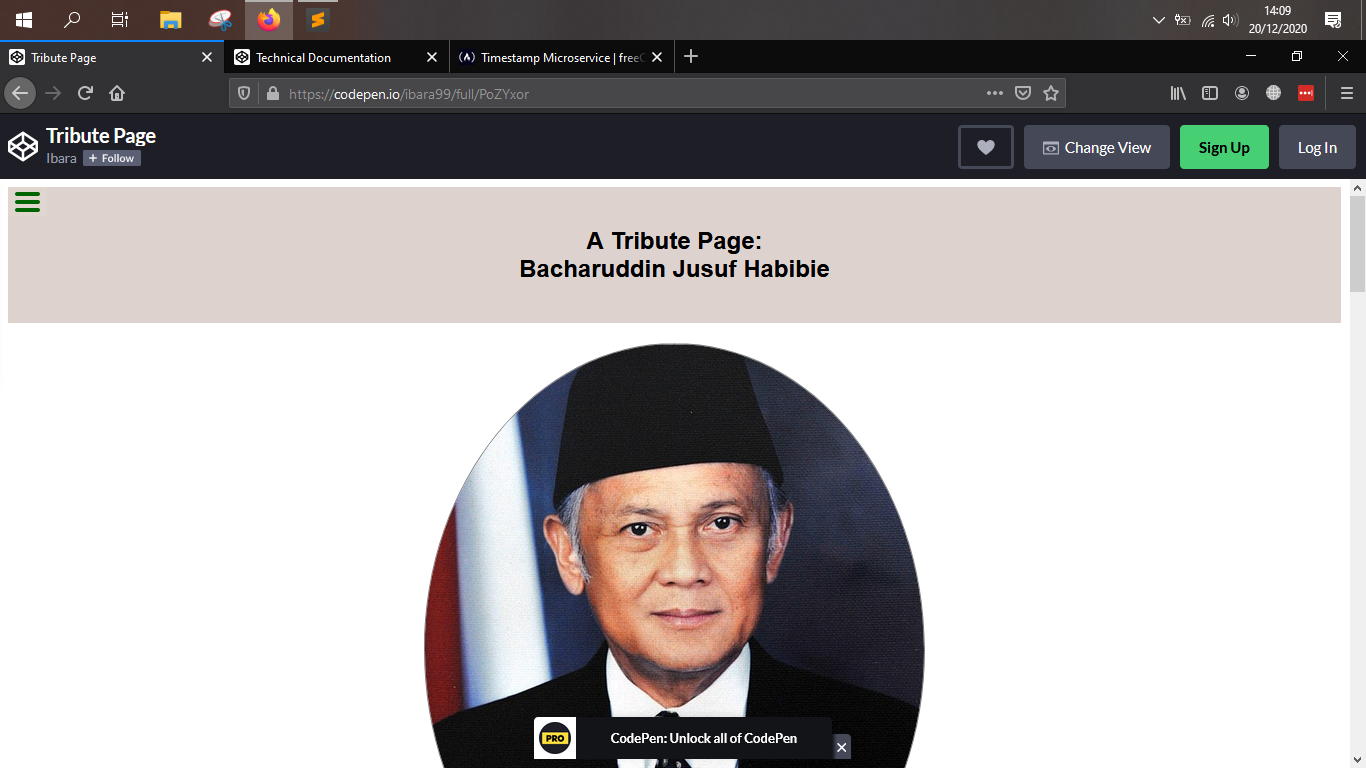 14:09
20/12/2020
Tribute Page
Technical Documentation
Timestamp Microservice | freeC
https://codepen.io/ibara99/full/PoZYxor
Tribute Page
Ibara + Follow
Change View
Sign Up
Log In
A Tribute Page:
Bacharuddin Jusuf Habibie
PRO
CodePen: Unlock all of CodePen